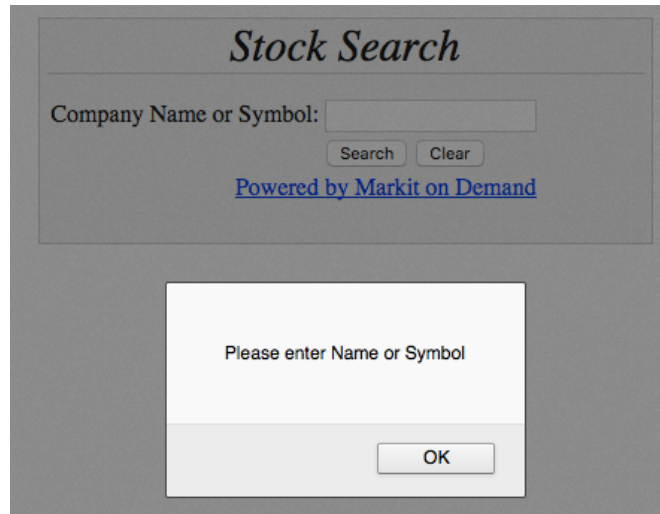 Stock Search
Company Name or Symbol:
Search Clear
Powered by Markit on Demand
Please enter Name or Symbol
OK